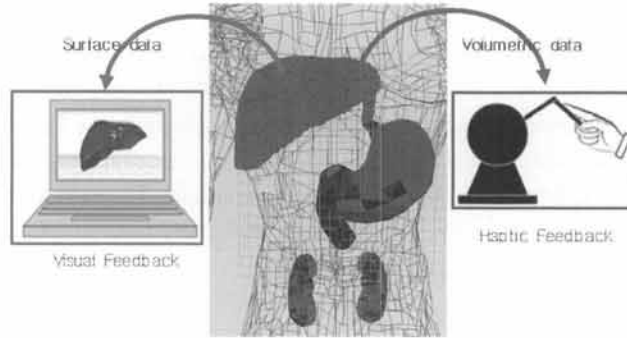 Surface data
Volumetric data
Visual Feedback
Haptic Feedback